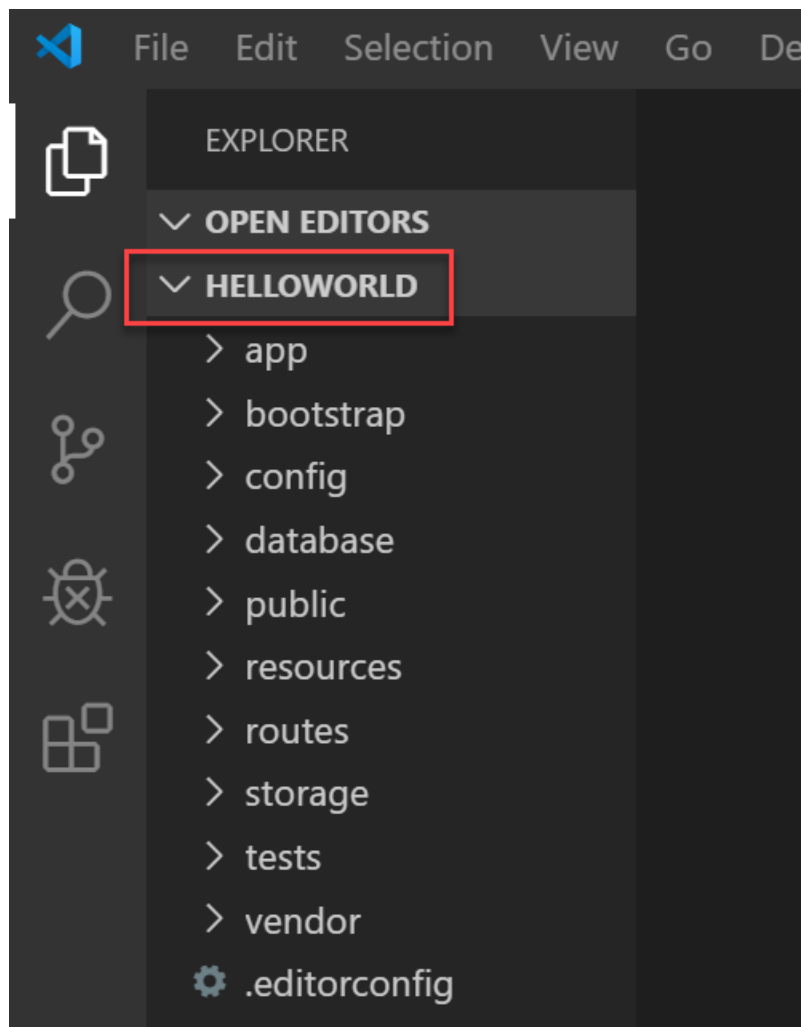 File Edit Selection View Go De
EXPLORER
OPEN EDITORS
HELLOWORLD
app
bootstrap
config
database
public
resources
routes
storage
tests
vendor
.editorconfig